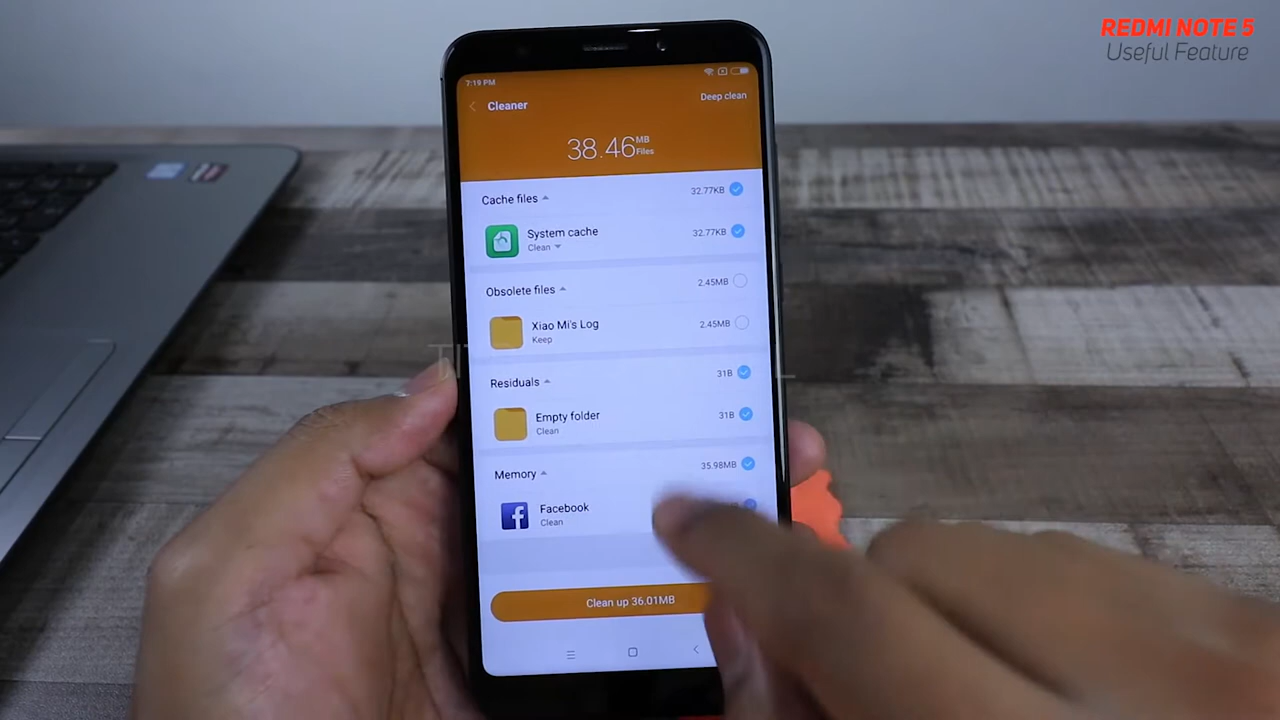 REDMI NOTE 5
Useful Feature
7:19 PM
Cleaner
Deep clean
38.46 MB
Files
Cache files
32.77KB
System cache
32.77KB
Clean
Obsolete files
2.45MB
Xiao Mi's Log
2.45MB
Keep
Residuals
31B
Empty folder
31B
Clean
Memory
35.98MB
Facebook
Clean
Clean up 36.01MB